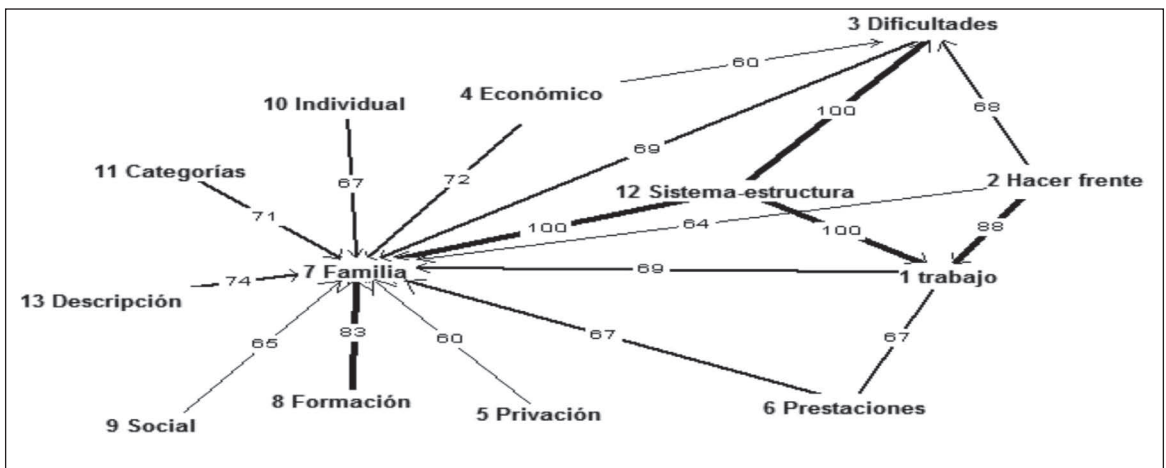 3 Dificultades
60
4 Económico
10 Individual
100
68
69
11 Categorías
67
72
12 Sistema-estructura
2 Hacer frente
71
100
64
100
88
7 Familia
69
1 trabajo
74
13 Descripción
65
83
60
67
67
8 Formación
5 Privación
6 Prestaciones
9 Social